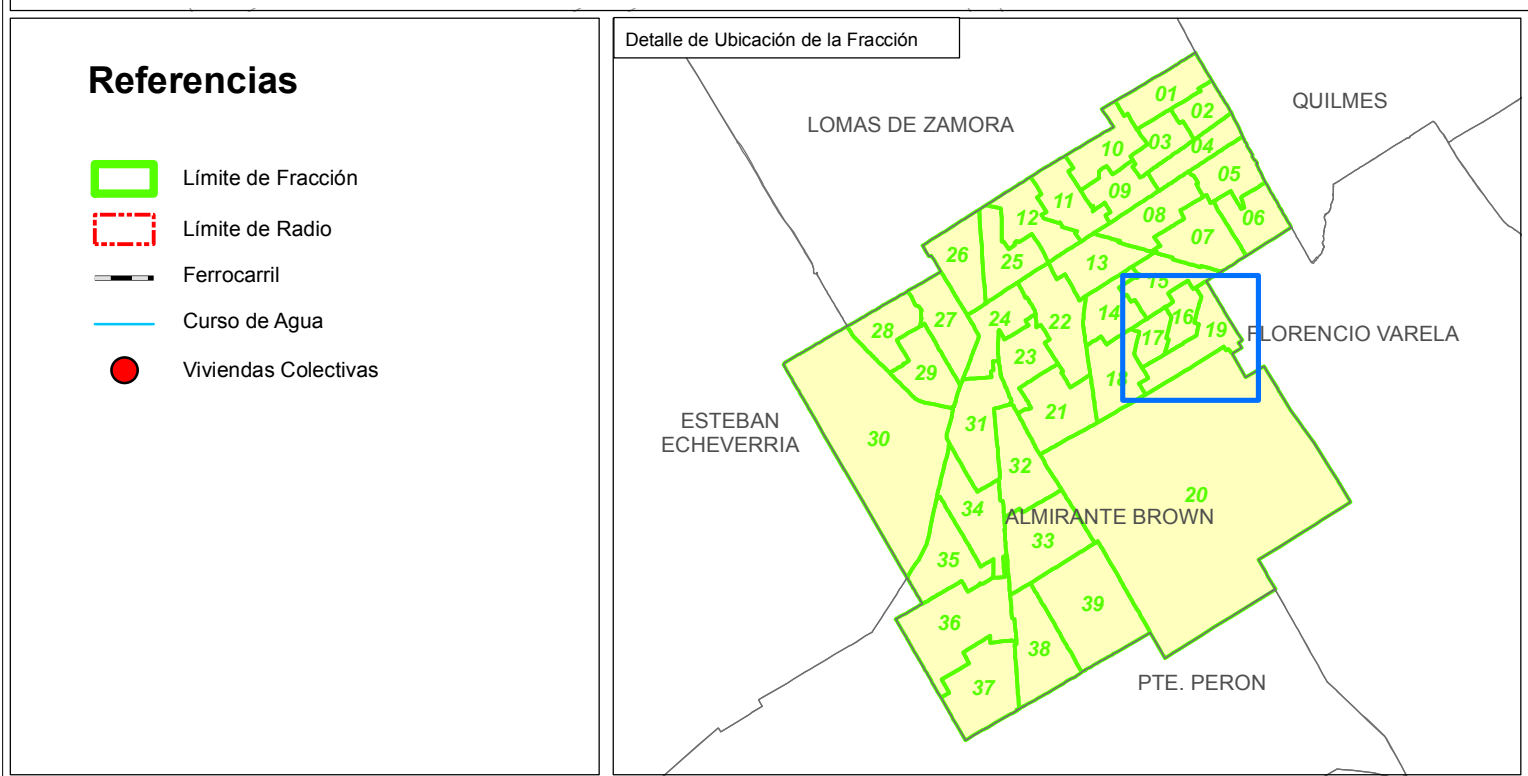 Referencias
Límite de Fracción
Límite de Radio
Ferrocarril
Curso de Agua
Viviendas Colectivas
Detalle de Ubicación de la Fracción
LOMAS DE ZAMORA
QUILMES
01
02
03
04
10
05
09
11
06
08
12
07
26
25
13
15
14
16
17
19
FLORENCIO VARELA
27
24
22
28
23
29
18
21
ESTEBAN
ECHEVERRIA
30
31
32
20
34
ALMIRANTE BROWN
33
35
39
36
38
37
PTE. PERON